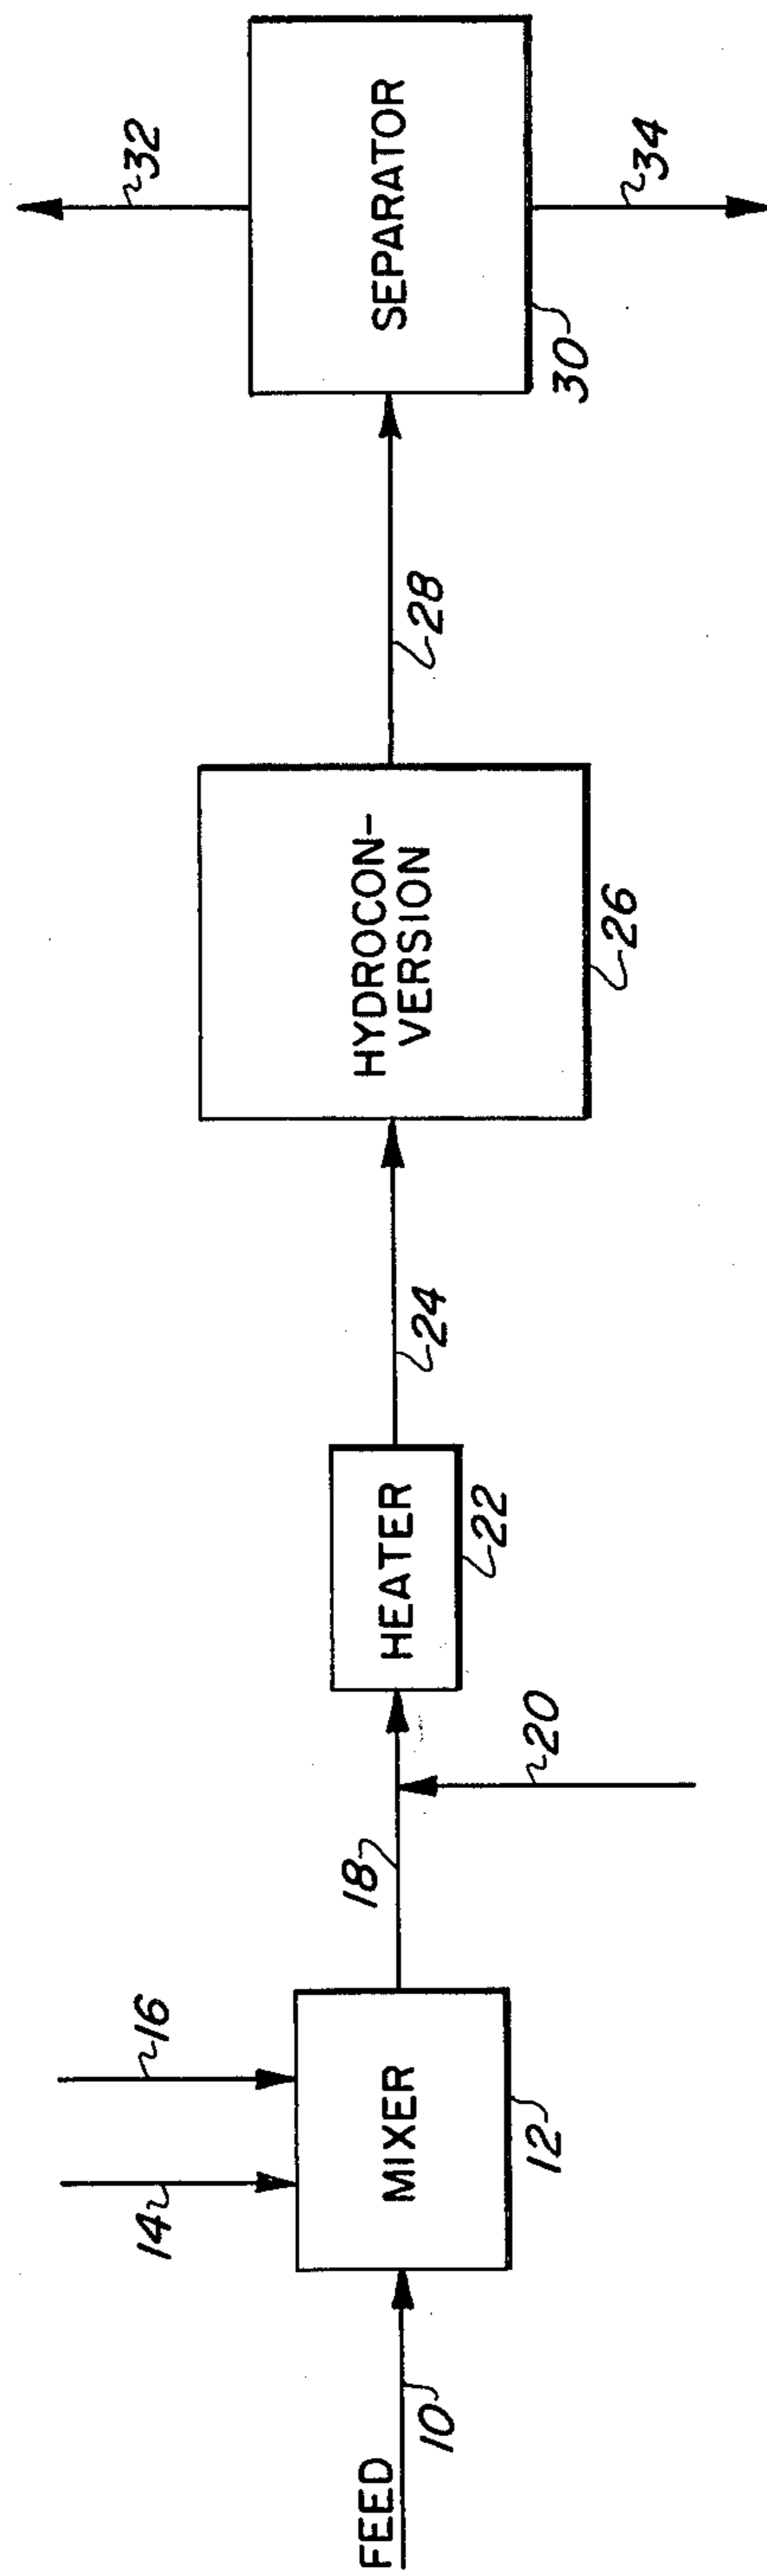 FEED
10
14
16
MIXER
12
18
20
HEATER
22
24
HYDROCON-
VERSION
26
28
SEPARATOR
30
32
34